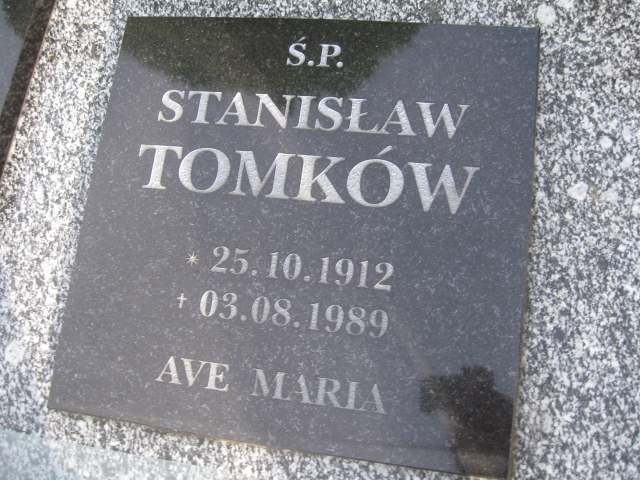 Ś.P.
STANISŁAW
TOMKÓW
* 25.10.1912
† 03.08.1989
AVE MARIA